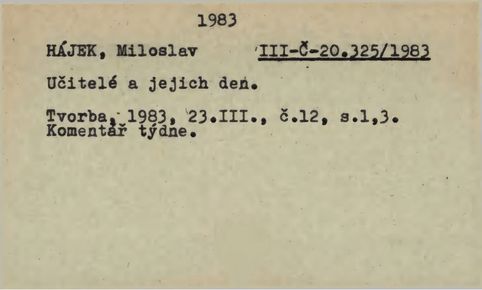 1983
HÁJEK, Miloslav III-Č-20.325/1983
Učitelé a jejich den.
Tvorba, 1983, 23.III., č.12, s.1,3.
Komentář týdne.